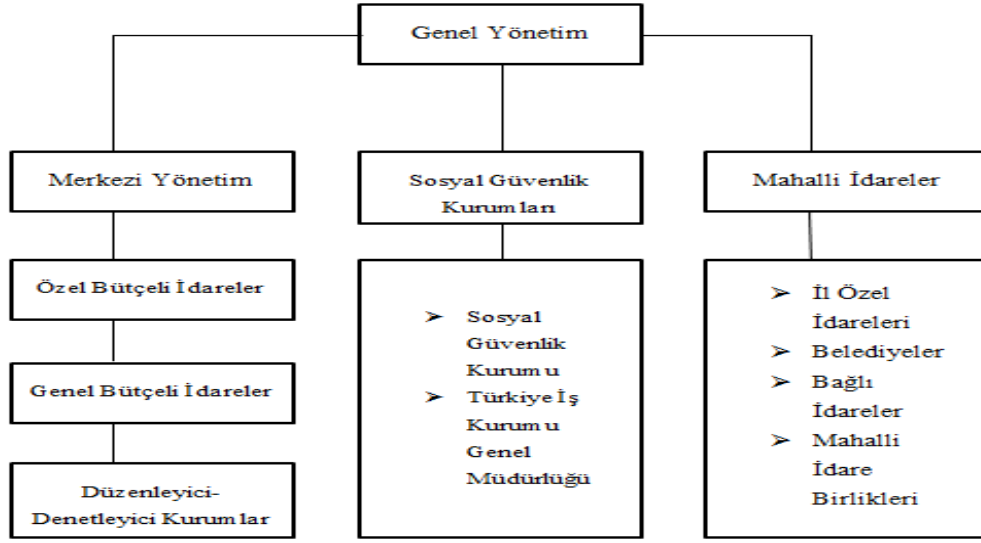 Genel Yönetim
Merkezi Yönetim
Özel Bütçeli İdareler
Genel Bütçeli İdareler
Düzenleyici-
Denetleyici Kurumlar
Sosyal Güvenlik
Kurumları
➢ Sosyal
Güvenlik
Kurumu
➢ Türkiye İş
Kurumu
Genel
Müdürlüğü
Mahalli İdareler
➢ İl Özel
İdareleri
➢ Belediyeler
➢ Bağlı
İdareler
➢ Mahalli
İdare
Birlikleri